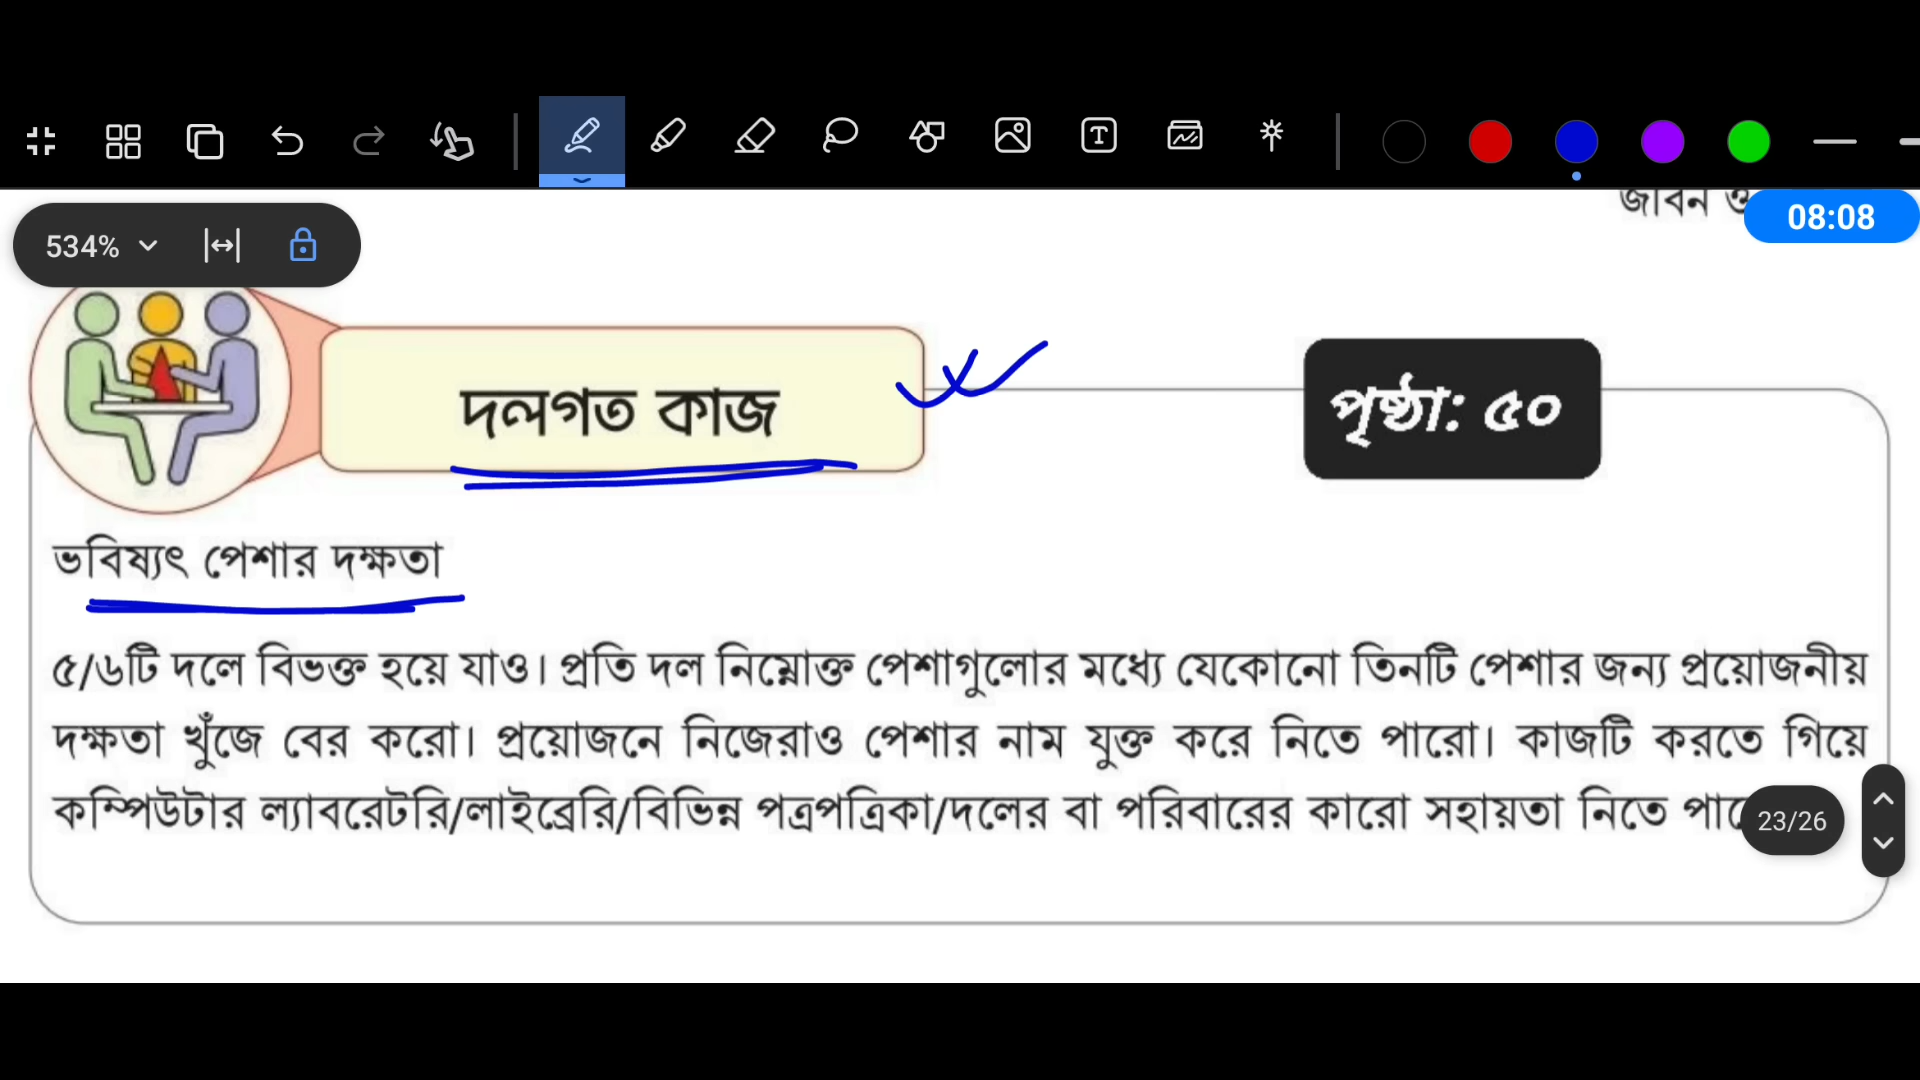 জীবন ও
08:08
534%
দলগত কাজ
পৃষ্ঠা: ৫০
ভবিষ্যৎ পেশার দক্ষতা
৫/৬টি দলে বিভক্ত হয়ে যাও। প্রতি দল নিম্নোক্ত পেশাগুলোর মধ্যে যেকোনো তিনটি পেশার জন্য প্রয়োজনীয়
দক্ষতা খুঁজে বের করো। প্রয়োজনে নিজেরাও পেশার নাম যুক্ত করে নিতে পারো। কাজটি করতে গিয়ে
কম্পিউটার ল্যাবরেটরি/লাইব্রেরি/বিভিন্ন পত্রপত্রিকা/দলের বা পরিবারের কারো সহায়তা নিতে
23/26